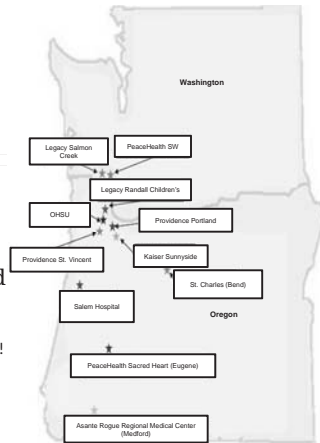 Washington
Legacy Salmon
Creek
PeaceHealth SW
Legacy Randall Children's
OHSU
Providence Portland
Providence St. Vincent
Kaiser Sunnyside
d
St. Charles (Bend)
Salem Hospital
Oregon
!
PeaceHealth Sacred Heart (Eugene)
Asante Rogue Regional Medical Center
(Medford)